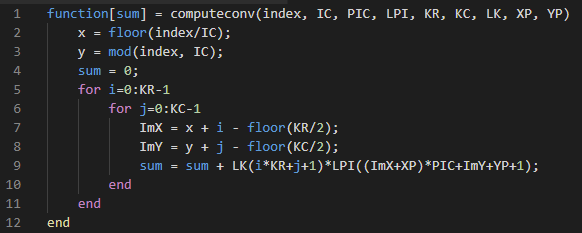 1 function[sum] = computeconv(index, IC, PIC, LPI, KR, KC, LK, XP, YP)
2 x = floor(index/IC);
3 y = mod(index, IC);
4 sum = 0;
5 for i=0:KR-1
6 for j=0:KC-1
7 ImX = x + i - floor(KR/2);
8 ImY = y + j - floor(KC/2);
9 sum = sum + LK(i*KR+j+1)*LPI((ImX+XP)*PIC+ImY+YP+1);
10 end
11 end
12 end